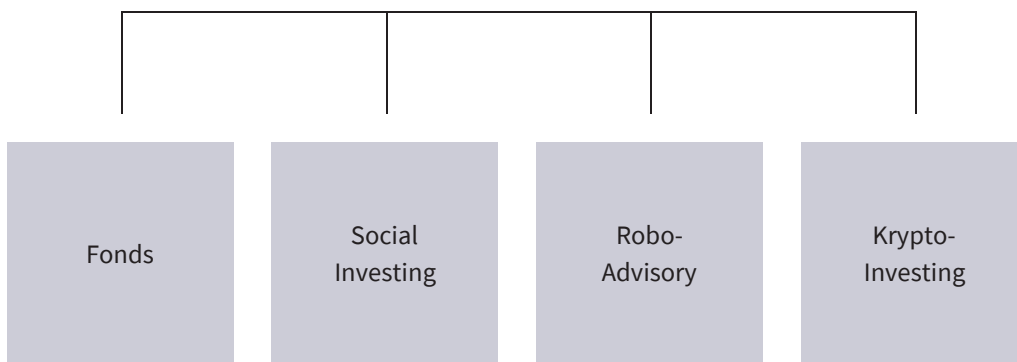 Fonds
Social
Investing
Robo-
Advisory
Krypto-
Investing